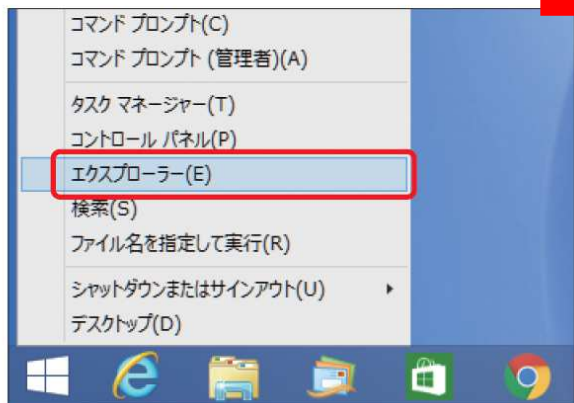 コマンド プロンプト(C)
コマンド プロンプト (管理者)(A)
タスク マネージャー(T)
コントロール パネル(P)
エクスプローラー(E)
検索(S)
ファイル名を指定して実行(R)
シャットダウンまたはサインアウト(U)
デスクトップ(D)